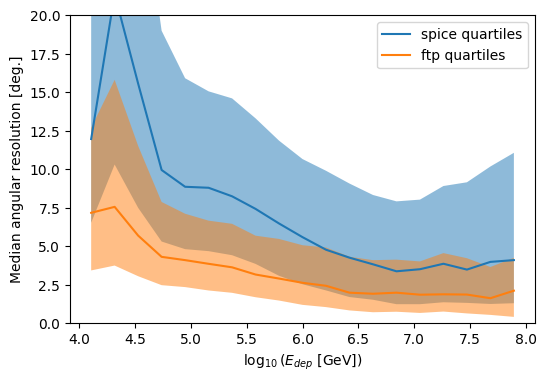 20.0
17.5
15.0
12.5
10.0
7.5
5.0
2.5
0.0
Median angular resolution [deg.]
spice quartiles
ftp quartiles
4.0 4.5 5.0 5.5 6.0 6.5 7.0 7.5 8.0
log₁₀(E_dep [GeV])